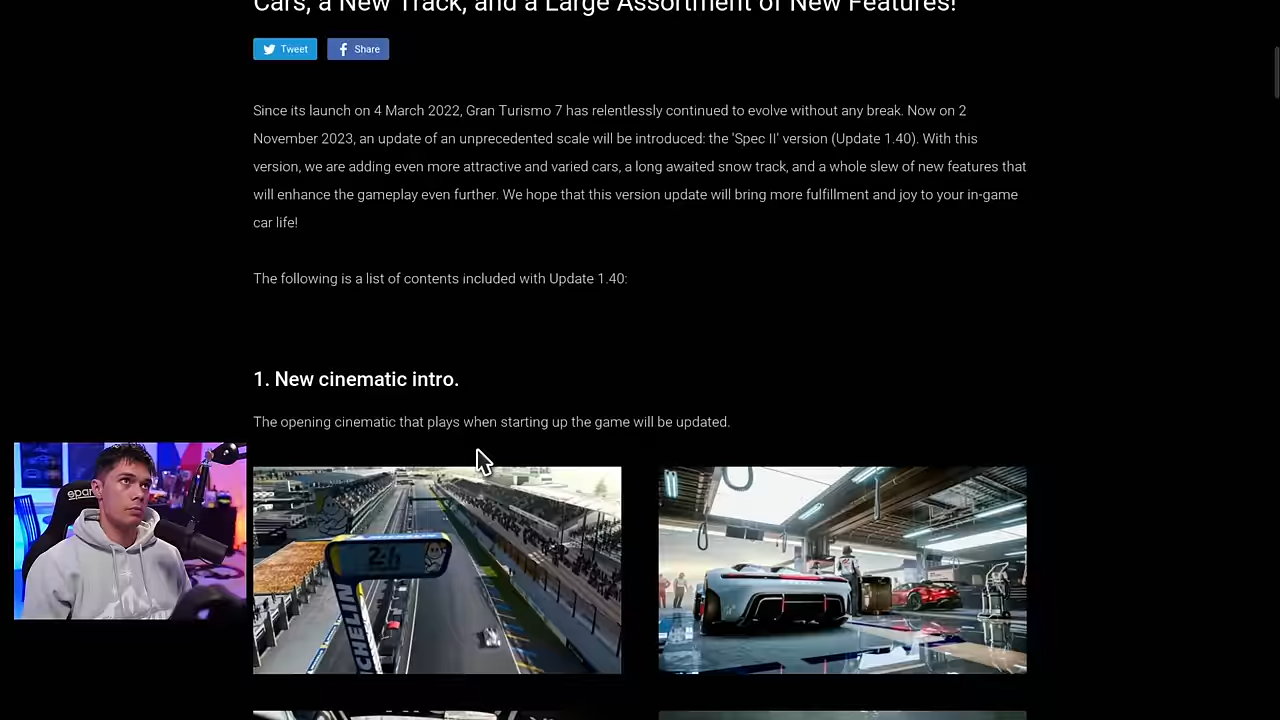 Cars, a New Track, and a Large Assortment of New Features!
Tweet
Share
Since its launch on 4 March 2022, Gran Turismo 7 has relentlessly continued to evolve without any break. Now on 2
November 2023, an update of an unprecedented scale will be introduced: the 'Spec II' version (Update 1.40). With this
version, we are adding even more attractive and varied cars, a long awaited snow track, and a whole slew of new features that
will enhance the gameplay even further. We hope that this version update will bring more fulfillment and joy to your in-game
car life!
The following is a list of contents included with Update 1.40:
1. New cinematic intro.
The opening cinematic that plays when starting up the game will be updated.
24h